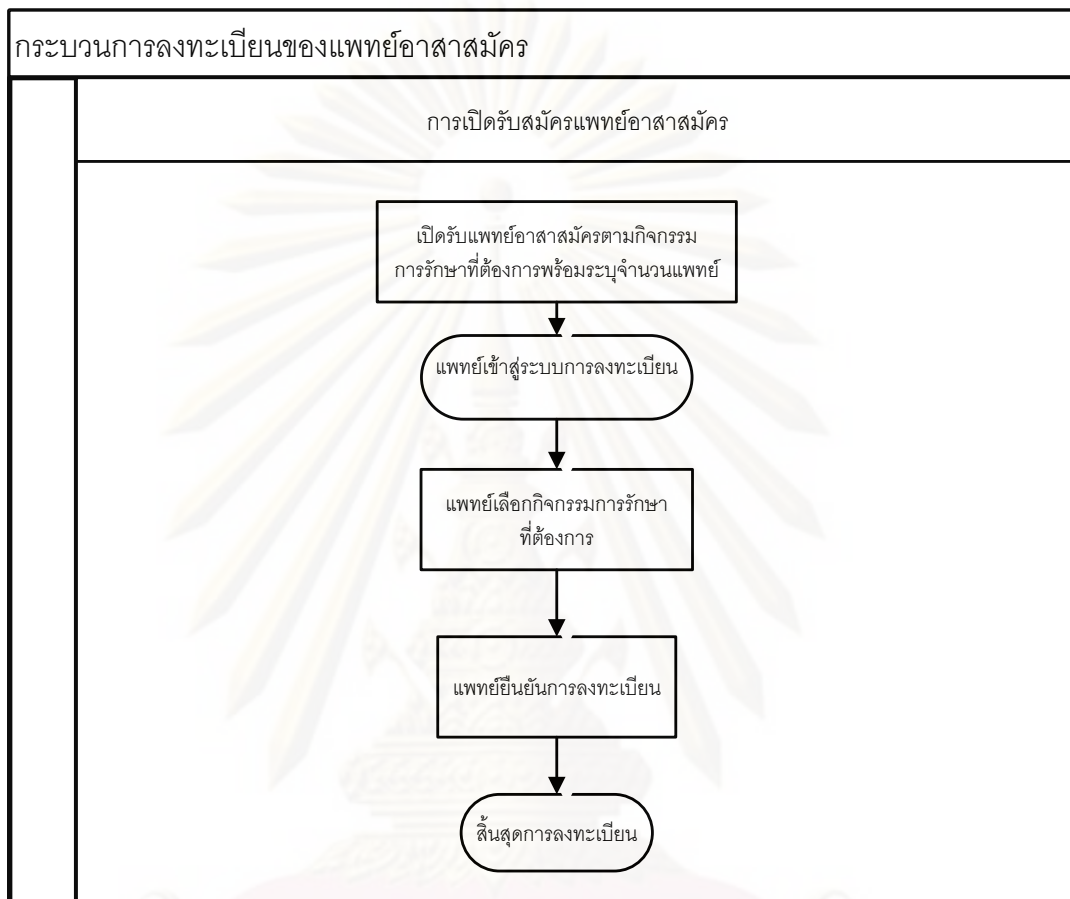 กระบวนการลงทะเบียนของแพทย์อาสาสมัคร
การเปิดรับสมัครแพทย์อาสาสมัคร
เปิดรับแพทย์อาสาสมัครตามกิจกรรม
การรักษาที่ต้องการพร้อมระบุจำนวนแพทย์
แพทย์เข้าสู่ระบบการลงทะเบียน
แพทย์เลือกกิจกรรมการรักษา
ที่ต้องการ
แพทย์ยืนยันการลงทะเบียน
สิ้นสุดการลงทะเบียน